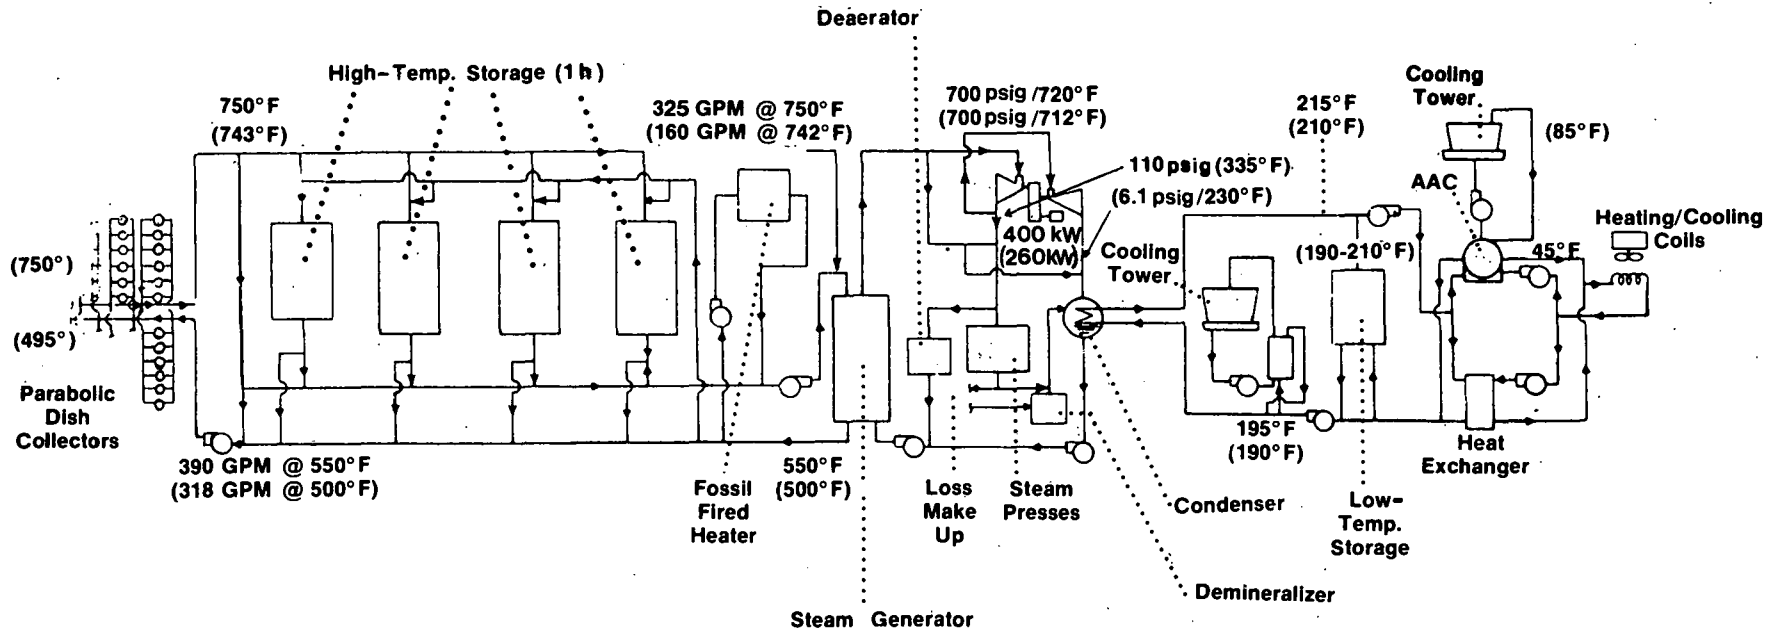 Deaerator
High-Temp. Storage (1h)
750°F
(743°F)
325 GPM @ 750°F
(160 GPM @ 742°F)
700 psig/720°F
(700 psig/712°F)
215°F
(210°F)
Cooling
Tower
(85°F)
110 psig (335°F)
(6.1 psig/230°F)
AAC
Heating/Cooling
Coils
400 kW
(260KW)
Cooling
Tower
(190-210°F)
45°F
(750°)
(495°)
Parabolic
Dish
Collectors
390 GPM @ 550°F
(318 GPM @ 500°F)
550°F
(500°F)
195°F
(190°F)
Heat
Exchanger
Fossil
Fired
Heater
Loss
Make
Up
Steam
Presses
Condenser
Low-
Temp.
Storage
Demineralizer
Steam Generator